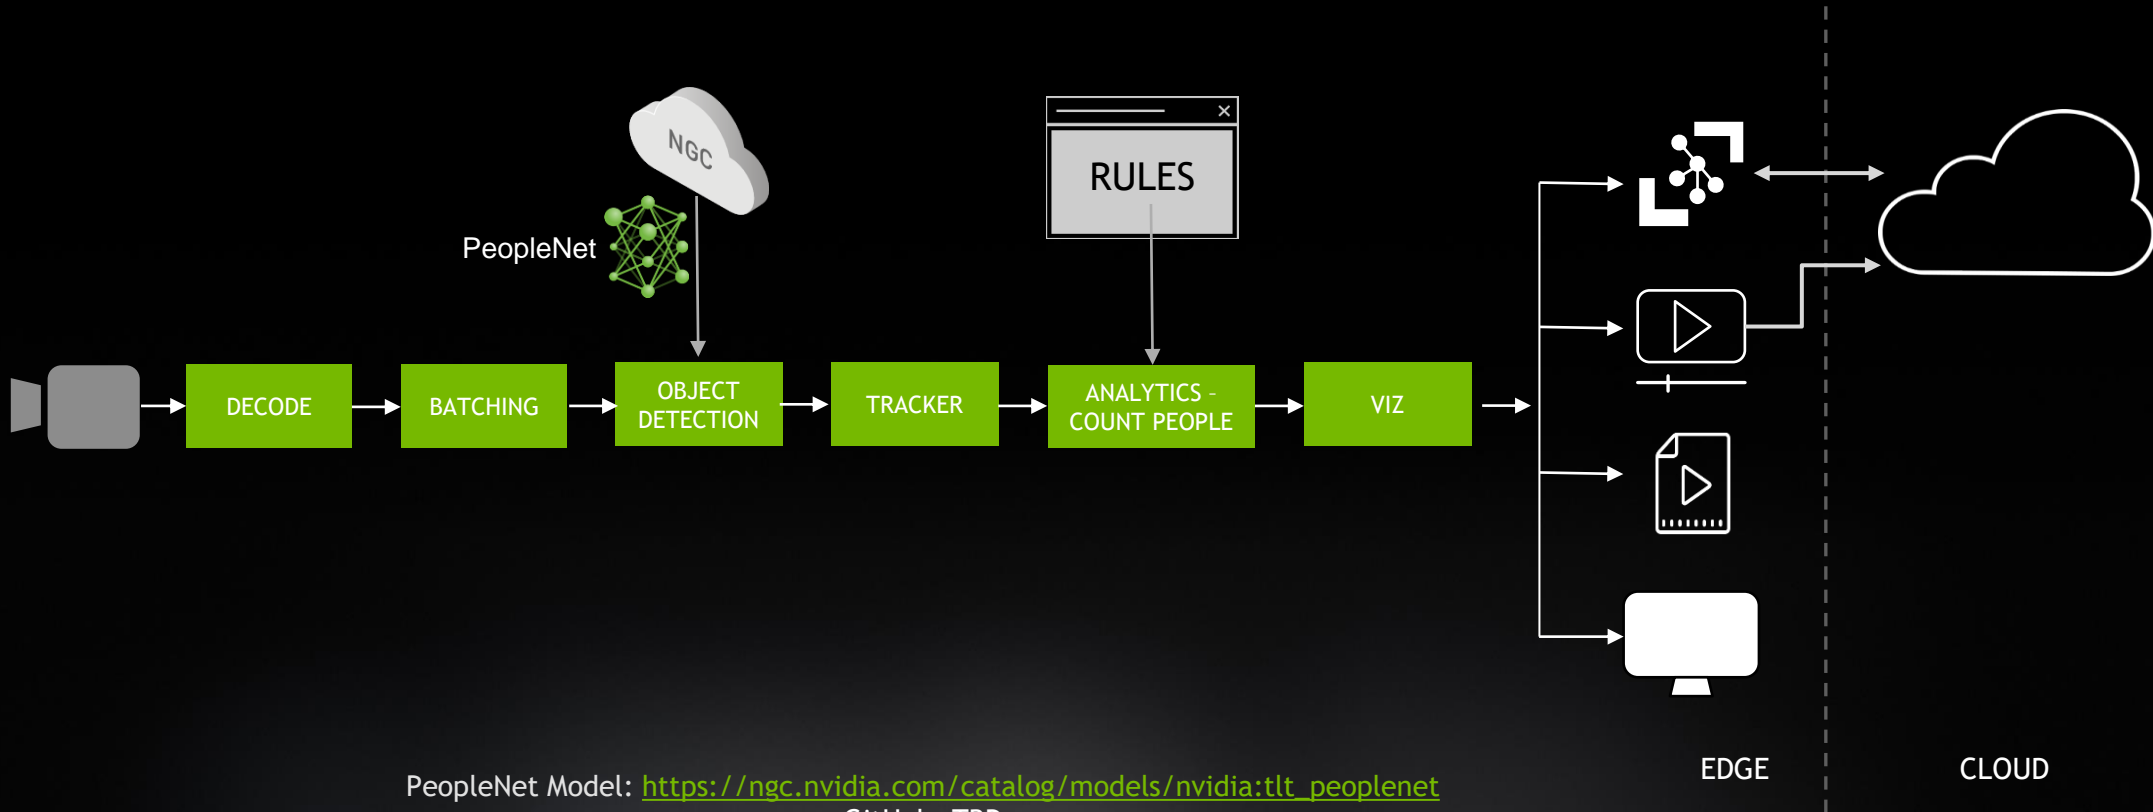 NGC
RULES
PeopleNet
DECODE
BATCHING
OBJECT
DETECTION
TRACKER
ANALYTICS –
COUNT PEOPLE
VIZ
EDGE
CLOUD
PeopleNet Model: https://ngc.nvidia.com/catalog/models/nvidia:tlt_peoplenet